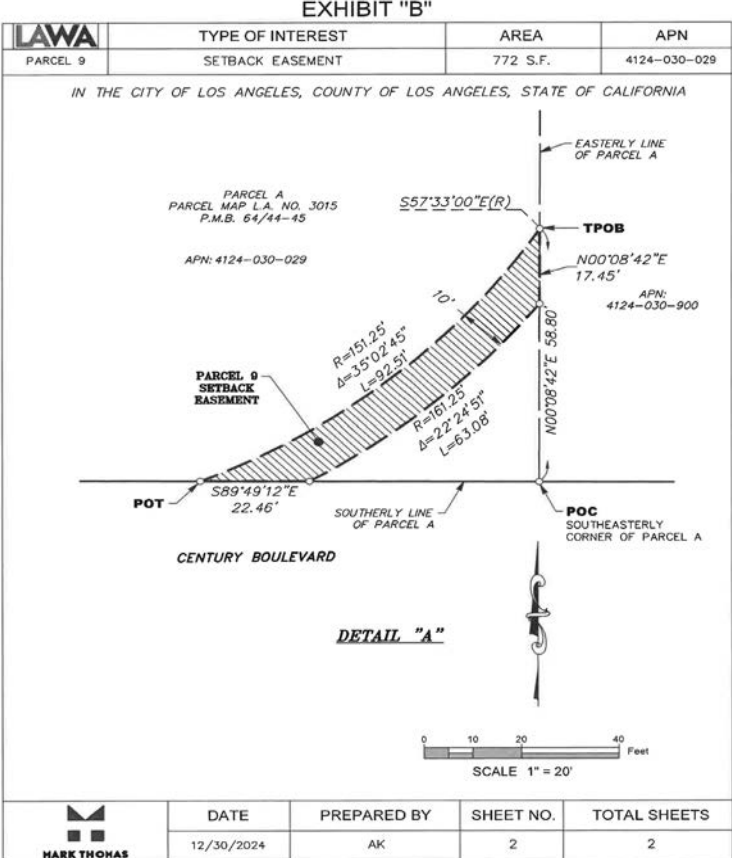 EXHIBIT "B"
LAWA
TYPE OF INTEREST
AREA
APN
PARCEL 9
SETBACK EASEMENT
772 S.F.
4124-030-029
IN THE CITY OF LOS ANGELES, COUNTY OF LOS ANGELES, STATE OF CALIFORNIA
EASTERLY LINE
OF PARCEL A
PARCEL A
PARCEL MAP L.A. NO. 3015
P.M.B. 64/44-45
APN: 4124-030-029
S57°33'00"E(R)
TPOB
N00°08'42"E
17.45'
APN:
4124-030-900
10'
R=151.25'
Δ=35°02'45"
L=92.51'
PARCEL 9
SETBACK
EASEMENT
R=161.25'
Δ=22°24'51"
L=63.08'
N00°08'42"E 58.80'
POT
S89°49'12"E
22.46'
SOUTHERLY LINE
OF PARCEL A
POC
SOUTHEASTERLY
CORNER OF PARCEL A
CENTURY BOULEVARD
DETAIL "A"
0 10 20 40
Feet
SCALE 1" = 20'
MARK THOMAS
DATE
PREPARED BY
SHEET NO.
TOTAL SHEETS
12/30/2024
AK
2
2